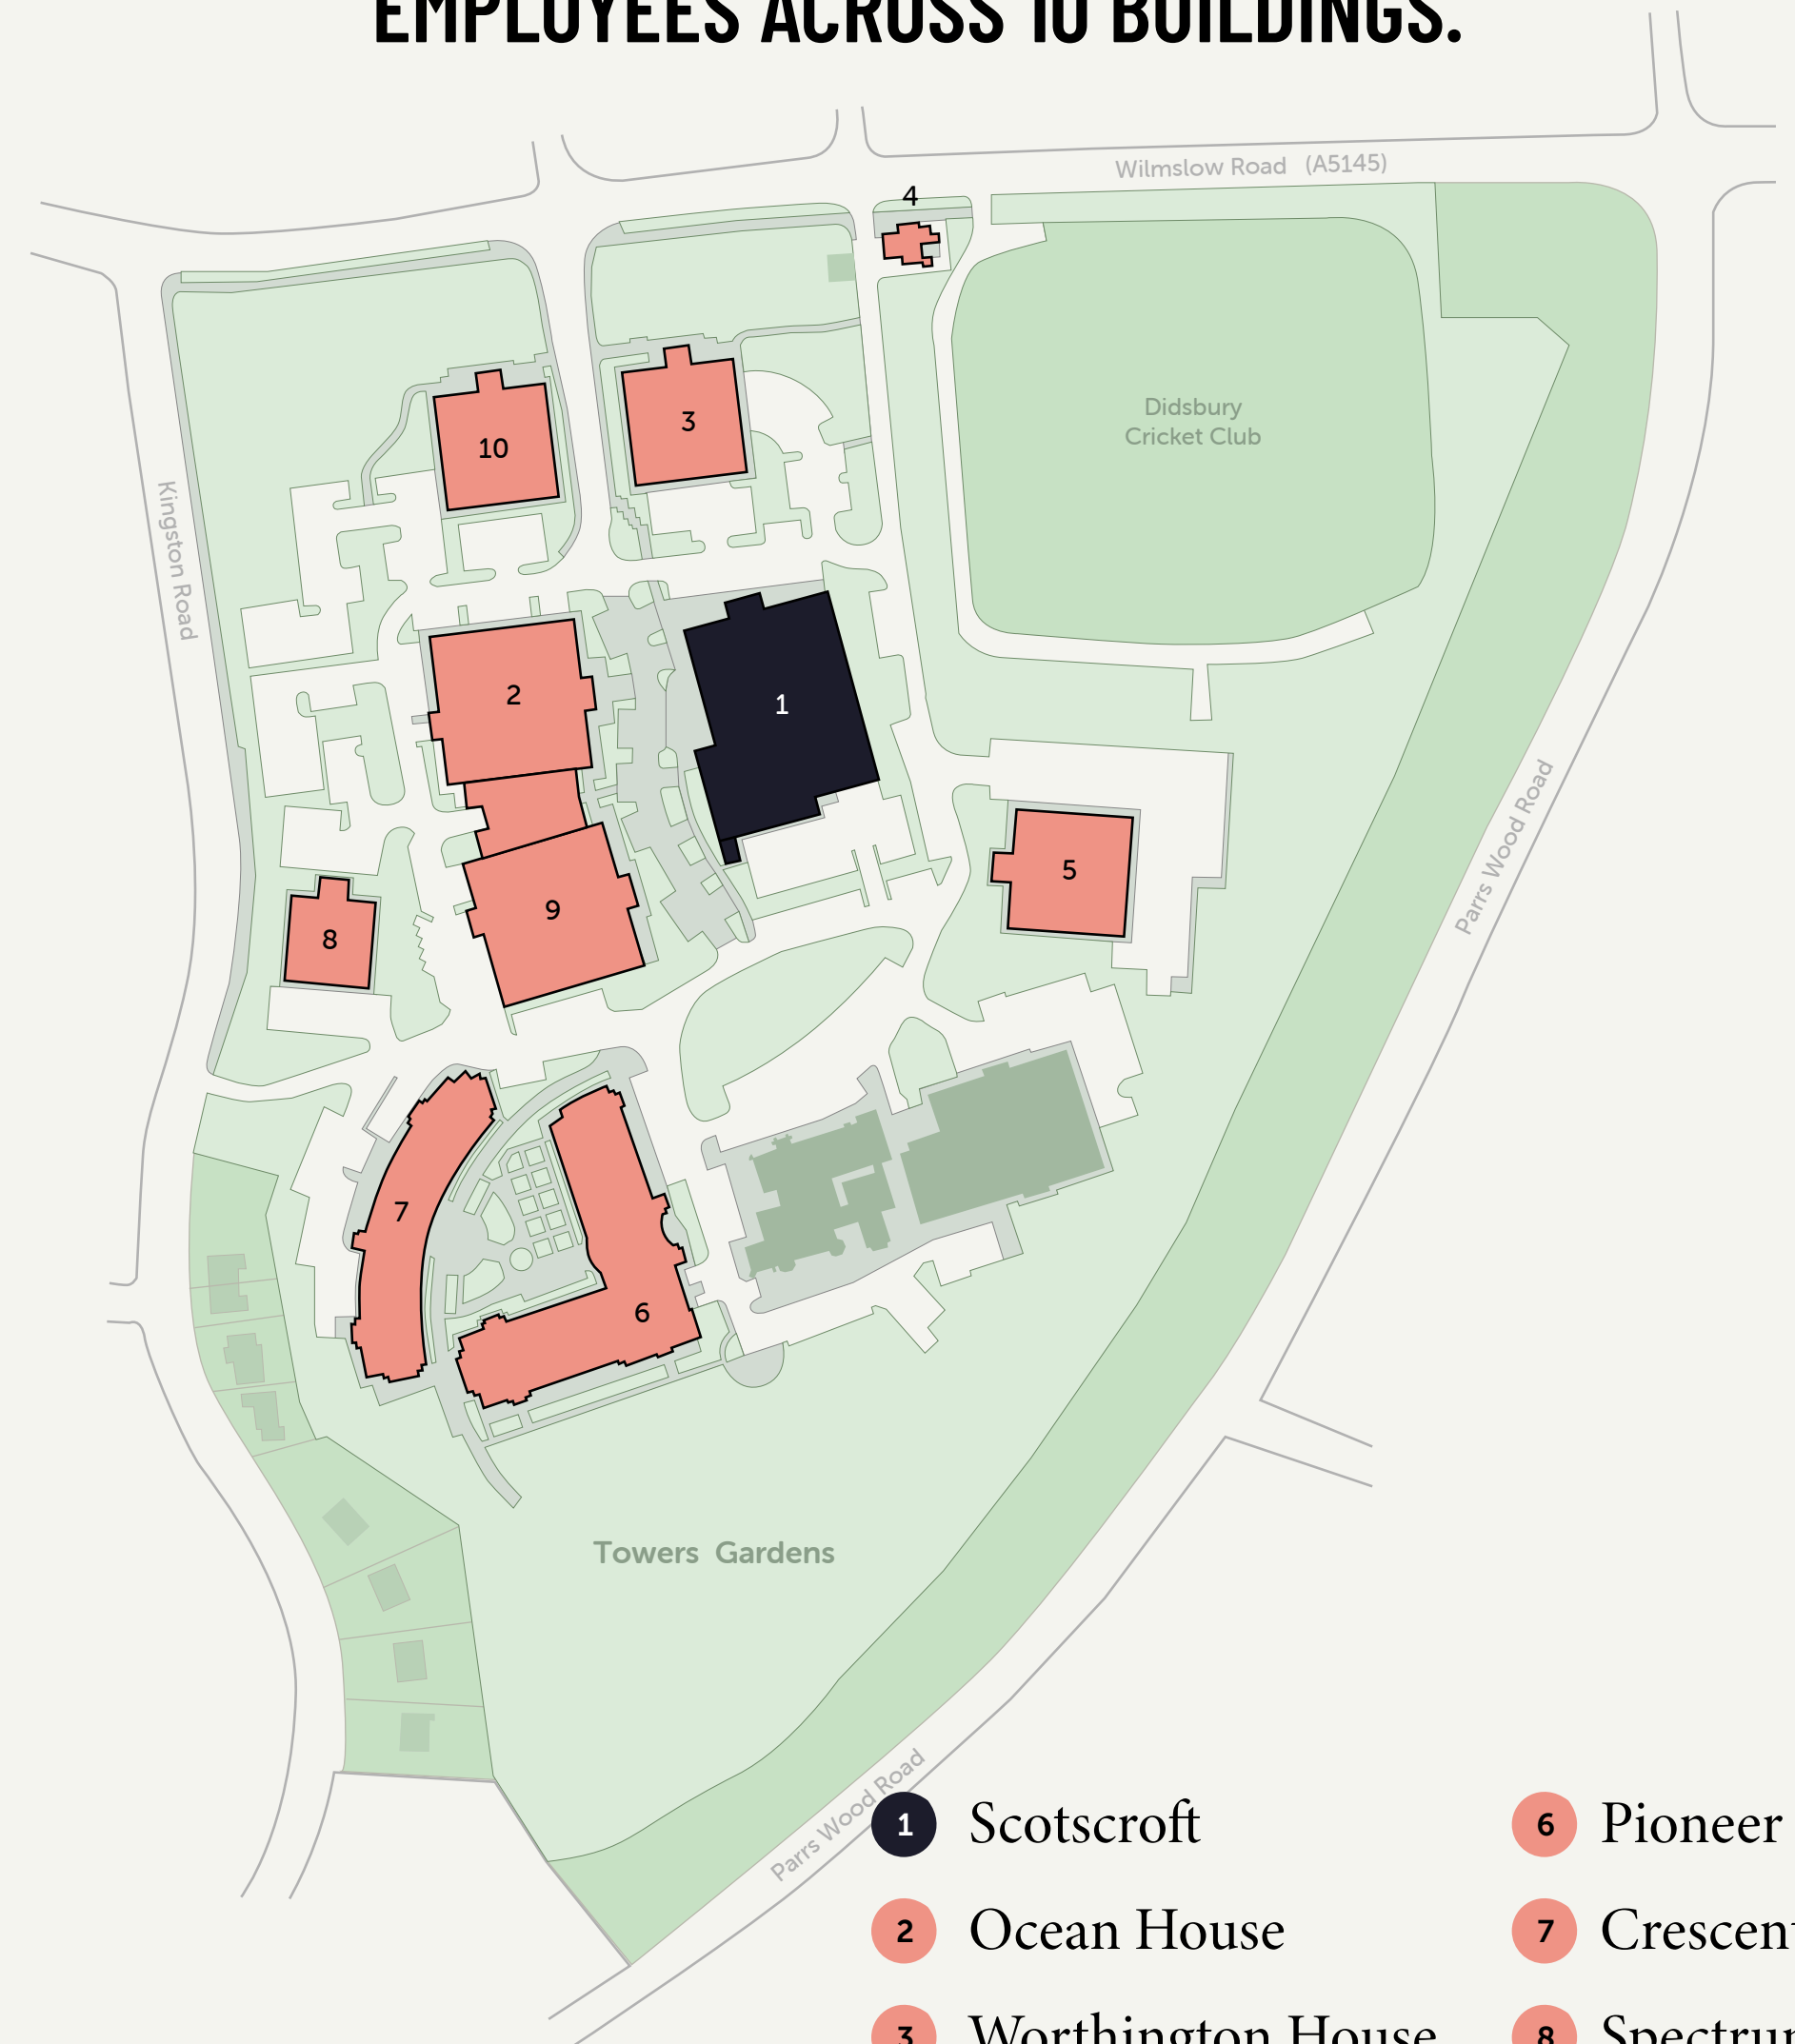 EMPLOYEES ACROSS 10 BUILDINGS.
Wilmslow Road (A5145)
4
Didsbury
Cricket Club
3
10
Kingston Road
2
1
Parrs Wood Road
5
9
8
7
6
Towers Gardens
Parrs Wood Road
1 Scotscroft
6 Pioneer
2 Ocean House
7 Crescent
3 Worthington House
8